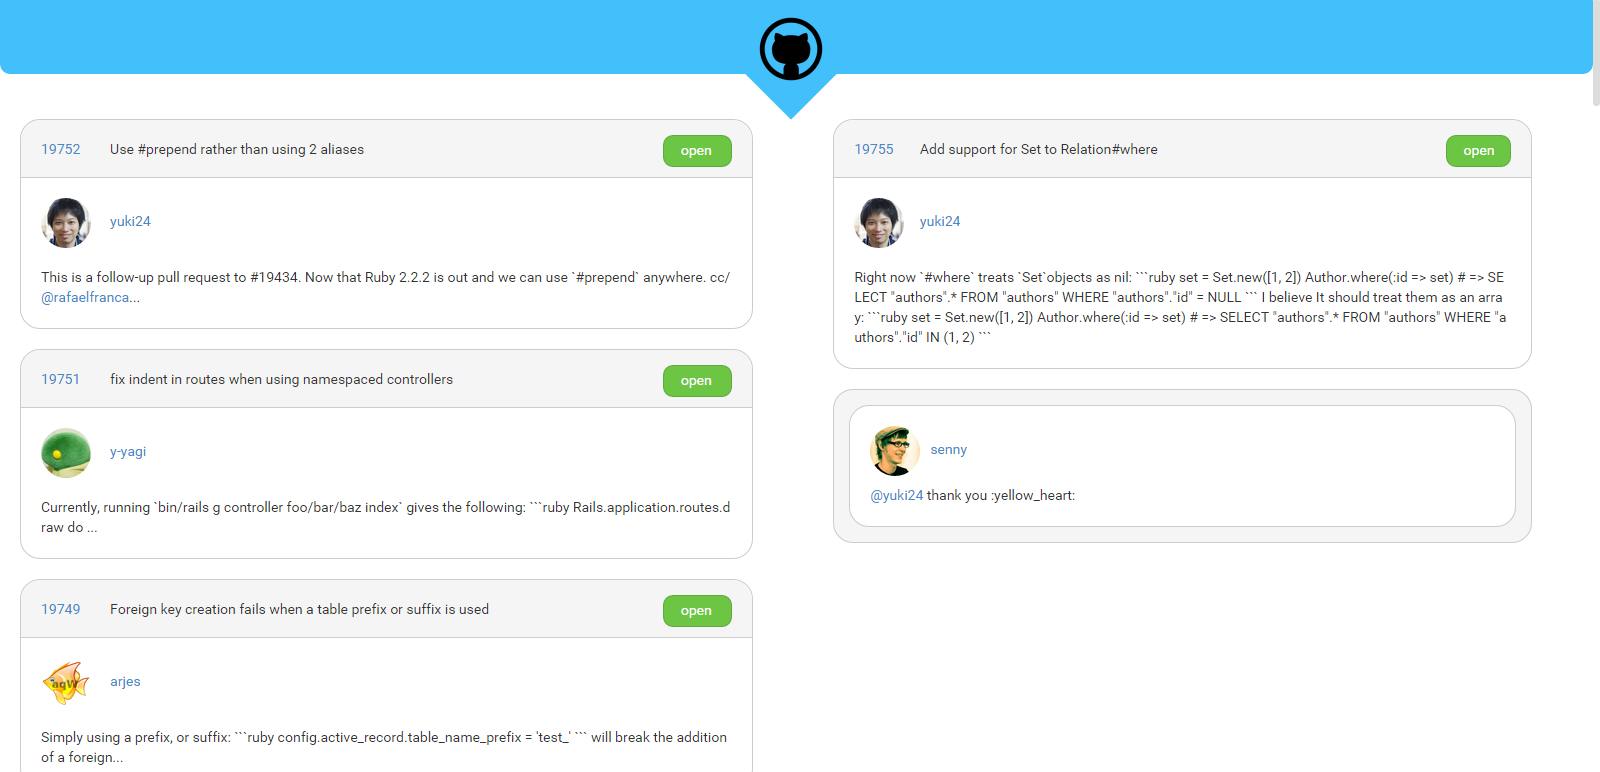 19752 Use #prepend rather than using 2 aliases open
yuki24
This is a follow-up pull request to #19434. Now that Ruby 2.2.2 is out and we can use `#prepend` anywhere. cc/
@rafaelfranca...
19751 fix indent in routes when using namespaced controllers open
y-yagi
Currently, running `bin/rails g controller foo/bar/baz index` gives the following: ```ruby Rails.application.routes.d
raw do ...
19749 Foreign key creation fails when a table prefix or suffix is used open
aqW
arjes
Simply using a prefix, or suffix: ```ruby config.active_record.table_name_prefix = 'test_' ``` will break the addition
of a foreign...
19755 Add support for Set to Relation#where open
yuki24
Right now `#where` treats `Set`objects as nil: ```ruby set = Set.new([1, 2]) Author.where(:id => set) # => SE
LECT "authors".* FROM "authors" WHERE "authors"."id" = NULL ``` I believe It should treat them as an arra
y: ```ruby set = Set.new([1, 2]) Author.where(:id => set) # => SELECT "authors".* FROM "authors" WHERE "a
uthors"."id" IN (1, 2) ```
senny
@yuki24 thank you :yellow_heart: